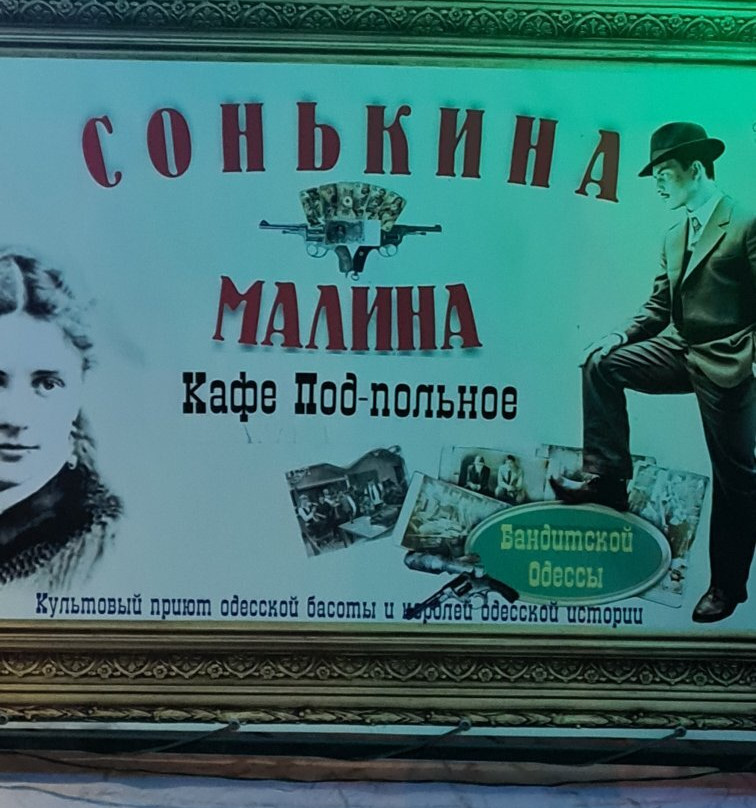 СОНЬКИНА
МАЛИНА
Кафе Под-польное
Бандитской
Одессы
Культовый приют одесской басоты и королей одесской истории